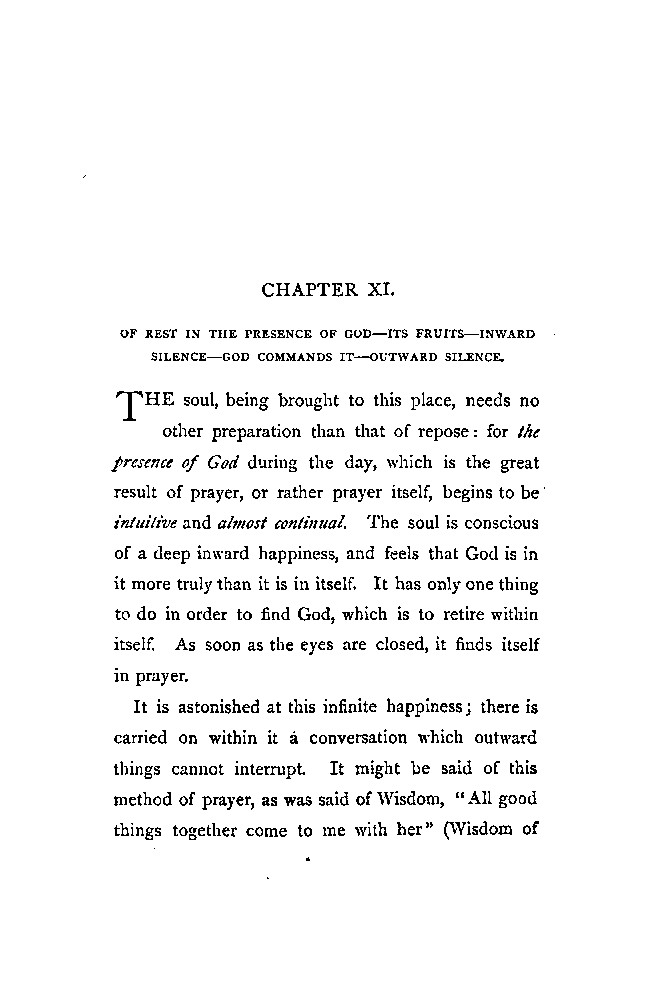 CHAPTER XI.
OF REST IN THE PRESENCE OF GOD—ITS FRUITS—INWARD
SILENCE—GOD COMMANDS IT—OUTWARD SILENCE.
THE soul, being brought to this place, needs no
other preparation than that of repose: for the
presence of God during the day, which is the great
result of prayer, or rather prayer itself, begins to be
intuitive and almost continual. The soul is conscious
of a deep inward happiness, and feels that God is in
it more truly than it is in itself. It has only one thing
to do in order to find God, which is to retire within
itself. As soon as the eyes are closed, it finds itself
in prayer.
It is astonished at this infinite happiness; there is
carried on within it a conversation which outward
things cannot interrupt. It might be said of this
method of prayer, as was said of Wisdom, "All good
things together come to me with her" (Wisdom of